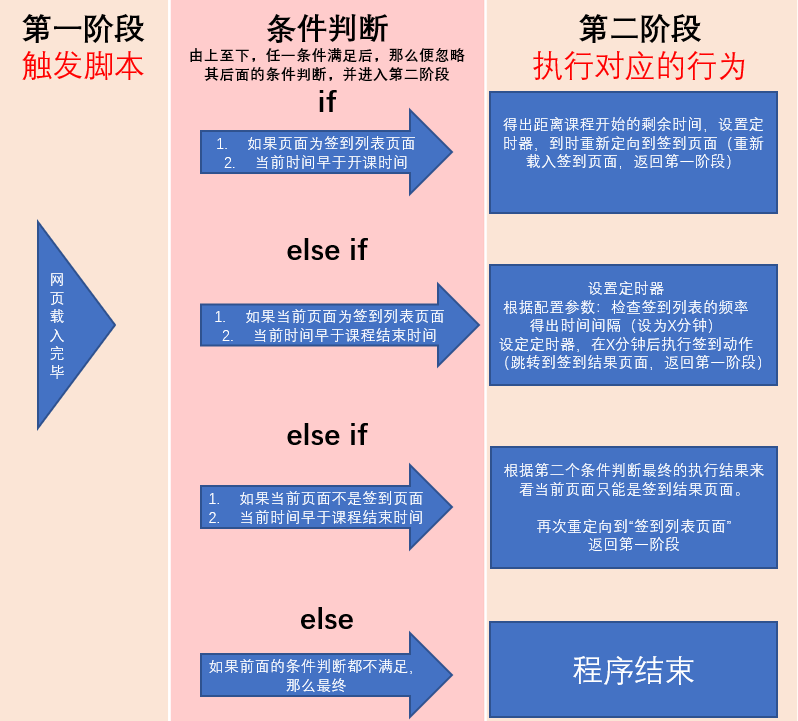 第一阶段
触发脚本
网
页
载
入
完
毕
条件判断
由上至下，任一条件满足后，那么便忽略
其后面的条件判断，并进入第二阶段
if
1. 如果页面为签到列表页面
2. 当前时间早于开课时间
else if
1. 如果当前页面为签到列表页面
2. 当前时间早于课程结束时间
else if
1. 如果当前页面不是签到页面
2. 当前时间早于课程结束时间
else
如果前面的条件判断都不满足，
那么最终
第二阶段
执行对应的行为
得出距离课程开始的剩余时间，设置定
时器，到时重新定向到签到页面（重新
载入签到页面，返回第一阶段）
设置定时器
根据配置参数：检查签到列表的频率
得出时间间隔（设为X分钟）
设定定时器，在X分钟后执行签到动作
（跳转到签到结果页面，返回第一阶段）
根据第二个条件判断最终的执行结果来
看当前页面只能是签到结果页面。
再次重定向到“签到列表页面”
返回第一阶段
程序结束